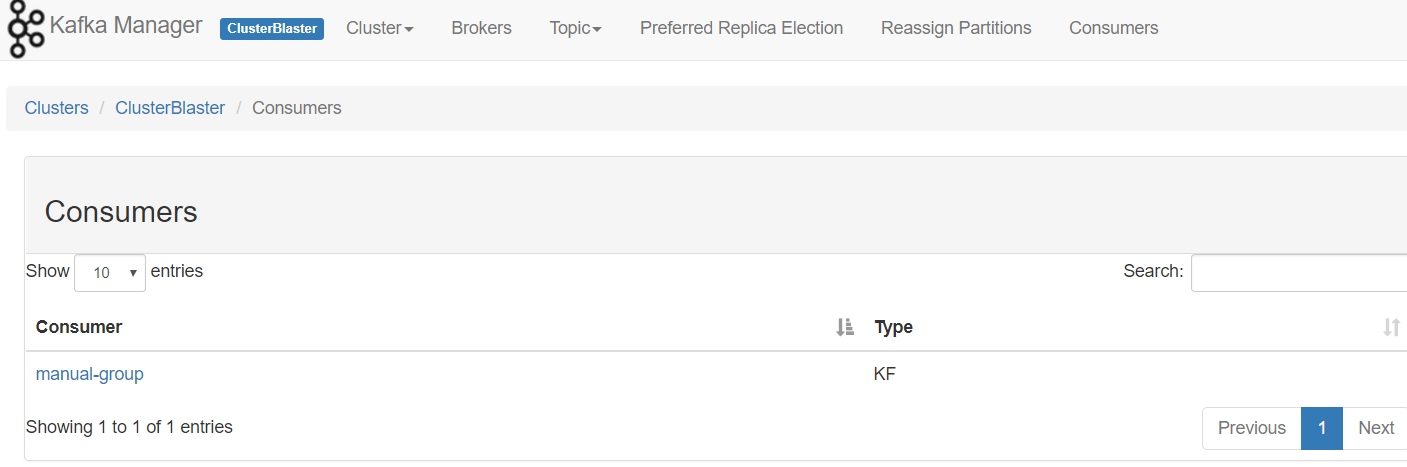 Kafka Manager ClusterBlaster Cluster Brokers Topic Preferred Replica Election Reassign Partitions Consumers
Clusters / ClusterBlaster / Consumers
Consumers
Show 10 entries Search:
Consumer Type
manual-group KF
Showing 1 to 1 of 1 entries Previous 1 Next